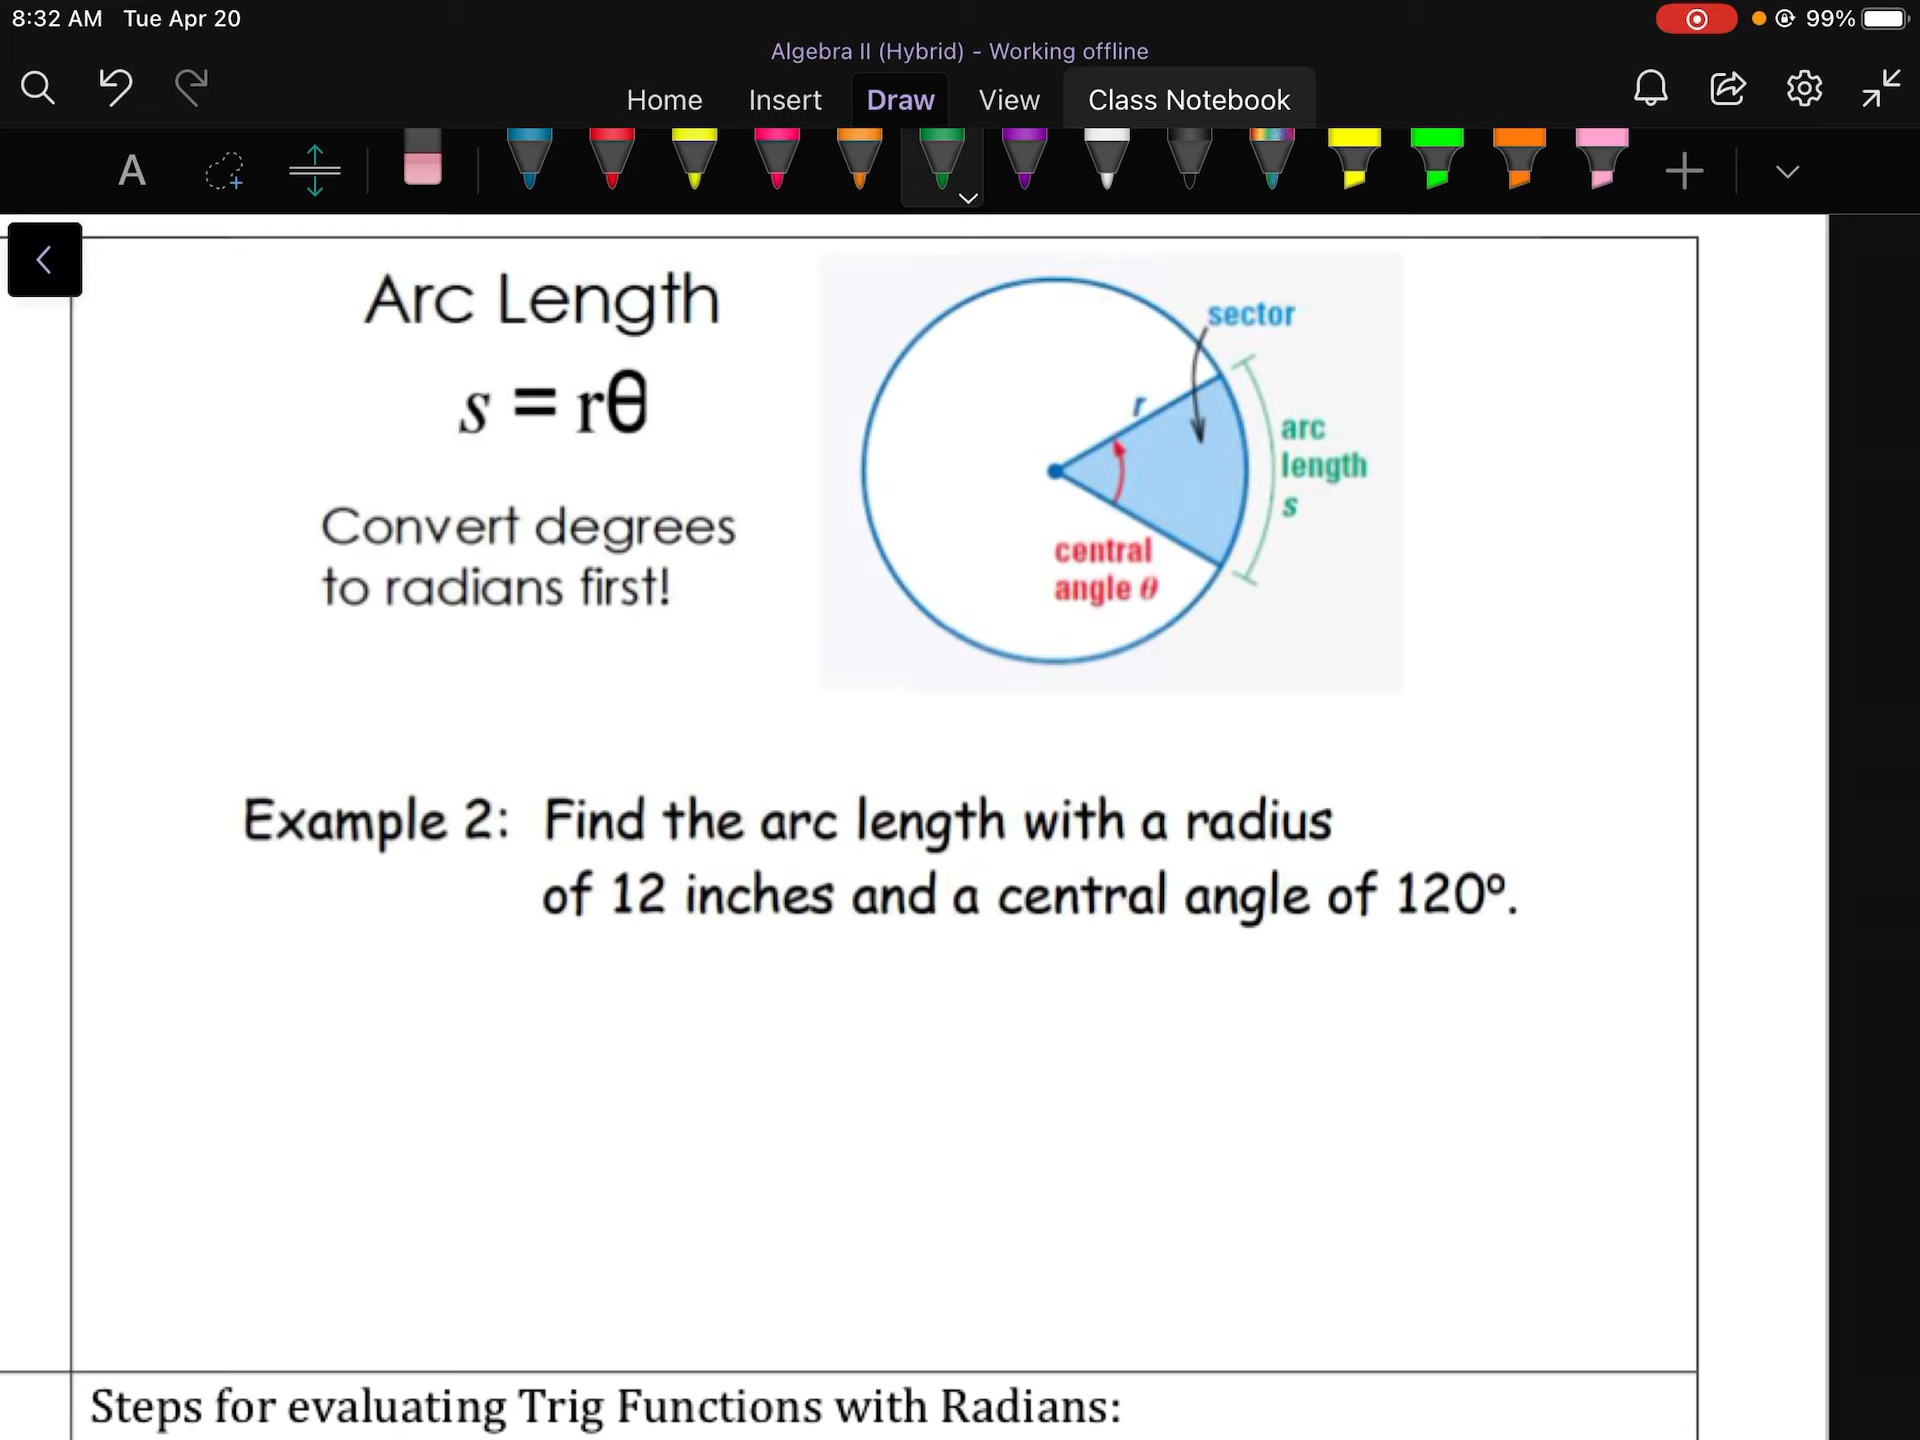 8:32 AM Tue Apr 20
99%
Algebra II (Hybrid) - Working offline
Home Insert Draw View Class Notebook
A
Arc Length
s = rθ
Convert degrees
to radians first!
sector
r
arc
length
s
central
angle θ
Example 2: Find the arc length with a radius
of 12 inches and a central angle of 120º.
Steps for evaluating Trig Functions with Radians: